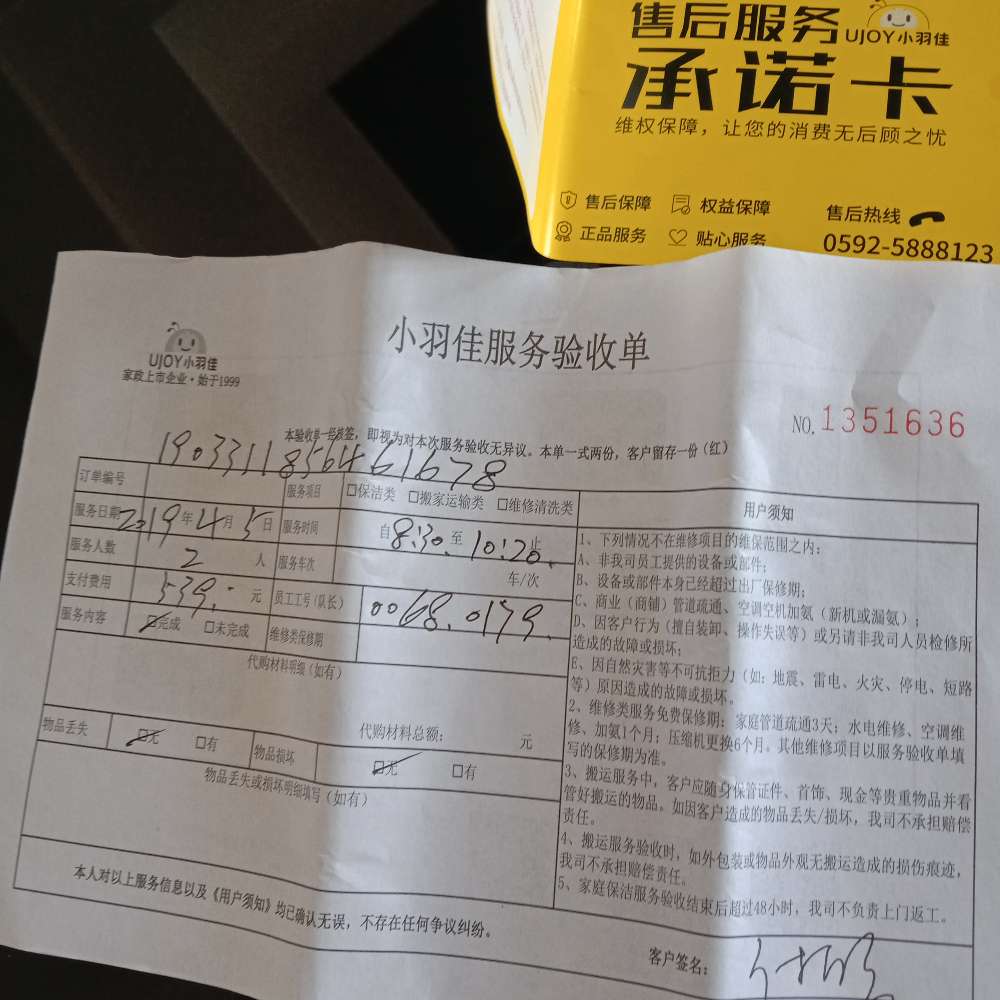 售后服务 UJOY小羽佳
承诺卡
维权保障，让您的消费无后顾之忧
售后保障 权益保障
正品服务 贴心服务
售后热线
0592-5888123
UJOY小羽佳
家政上市企业·始于1999
小羽佳服务验收单
NO. 1351636
本验收单一经核签，即视为对本次服务验收无异议。本单一式两份，客户留存一份（红）
订单编号 1903311856461678
服务项目 □保洁类 □搬家运输类 □维修清洗类
服务日期 2019年4月5日 服务时间 自8:30至10:20止
服务人数 2人 服务车次 车/次
支付费用 539.-元 员工工号(队长) 0068.0179.
服务内容 □完成 □未完成 维修类保修期
代购材料明细（如有）
代购材料总额： 元
物品丢失 □无 □有 物品损坏 □无 □有
物品丢失或损坏明细填写（如有）
用户须知
1、下列情况不在维修项目的维保范围之内：
A、非我司员工提供的设备或部件；
B、设备或部件本身已经超过出厂保修期；
C、商业（商铺）管道疏通、空调空机加氨（新机或漏氨）；
D、因客户行为（擅自装卸、操作失误等）或另请非我司人员检修所
造成的故障或损坏；
E、因自然灾害等不可抗拒力（如：地震、雷电、火灾、停电、短路
等）原因造成的故障或损坏。
2、维修类服务免费保修期：家庭管道疏通3天；水电维修、空调维
修、加氨1个月；压缩机更换6个月。其他维修项目以服务验收单填
写的保修期为准。
3、搬运服务中，客户应随身保管证件、首饰、现金等贵重物品并看
管好搬运的物品。如因客户造成的物品丢失/损坏，我司不承担赔偿
责任。
4、搬运服务验收时，如外包装或物品外观无搬运造成的损伤痕迹，
我司不承担赔偿责任。
5、家庭保洁服务验收结束后超过48小时，我司不负责上门返工。
本人对以上服务信息以及《用户须知》均已确认无误，不存在任何争议纠纷。
客户签名：